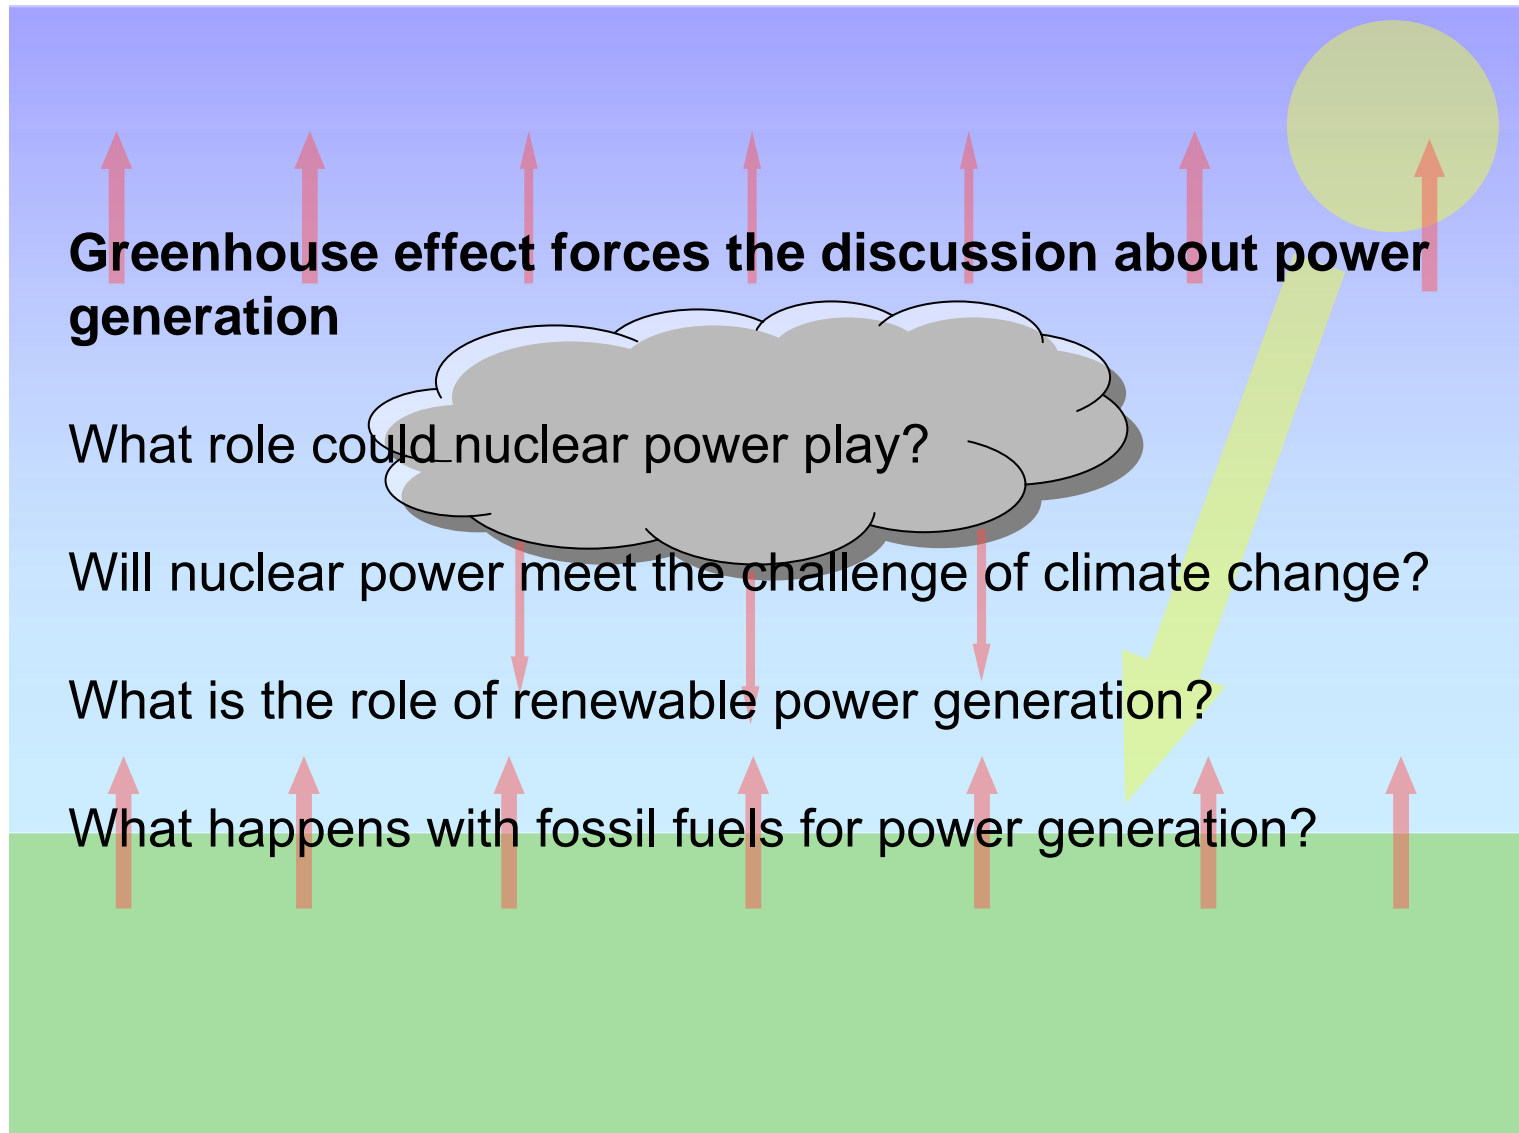 Greenhouse effect forces the discussion about power
generation
What role could nuclear power play?
Will nuclear power meet the challenge of climate change?
What is the role of renewable power generation?
What happens with fossil fuels for power generation?